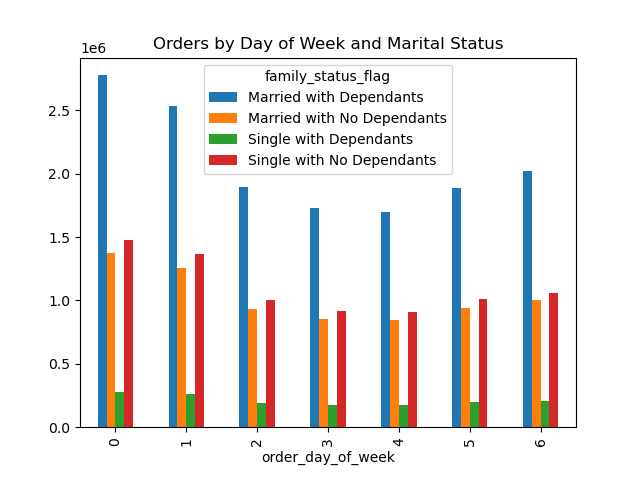 Orders by Day of Week and Marital Status
1e6
family_status_flag
Married with Dependants
Married with No Dependants
Single with Dependants
Single with No Dependants
2.5
2.0
1.5
1.0
0.5
0.0
0 1 2 3 4 5 6
order_day_of_week